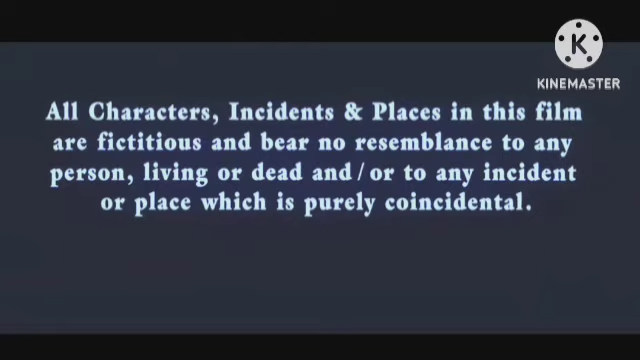 K
KINEMASTER
All Characters, Incidents & Places in this film
are fictitious and bear no resemblance to any
person, living or dead and/or to any incident
or place which is purely coincidental.